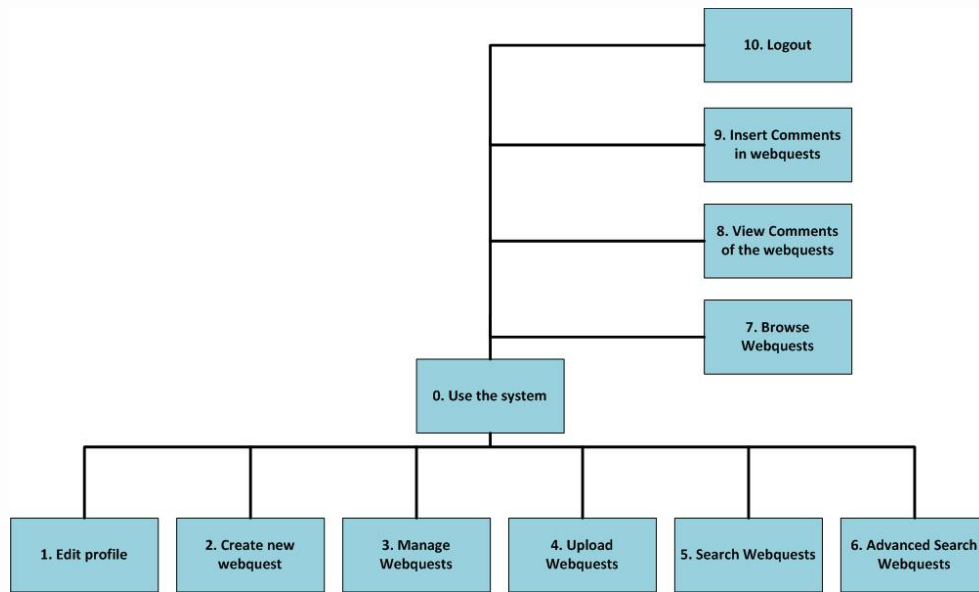 10. Logout
9. Insert Comments
in webquests
8. View Comments
of the webquests
7. Browse
Webquests
0. Use the system
1. Edit profile
2. Create new
webquest
3. Manage
Webquests
4. Upload
Webquests
5. Search Webquests
6. Advanced Search
Webquests